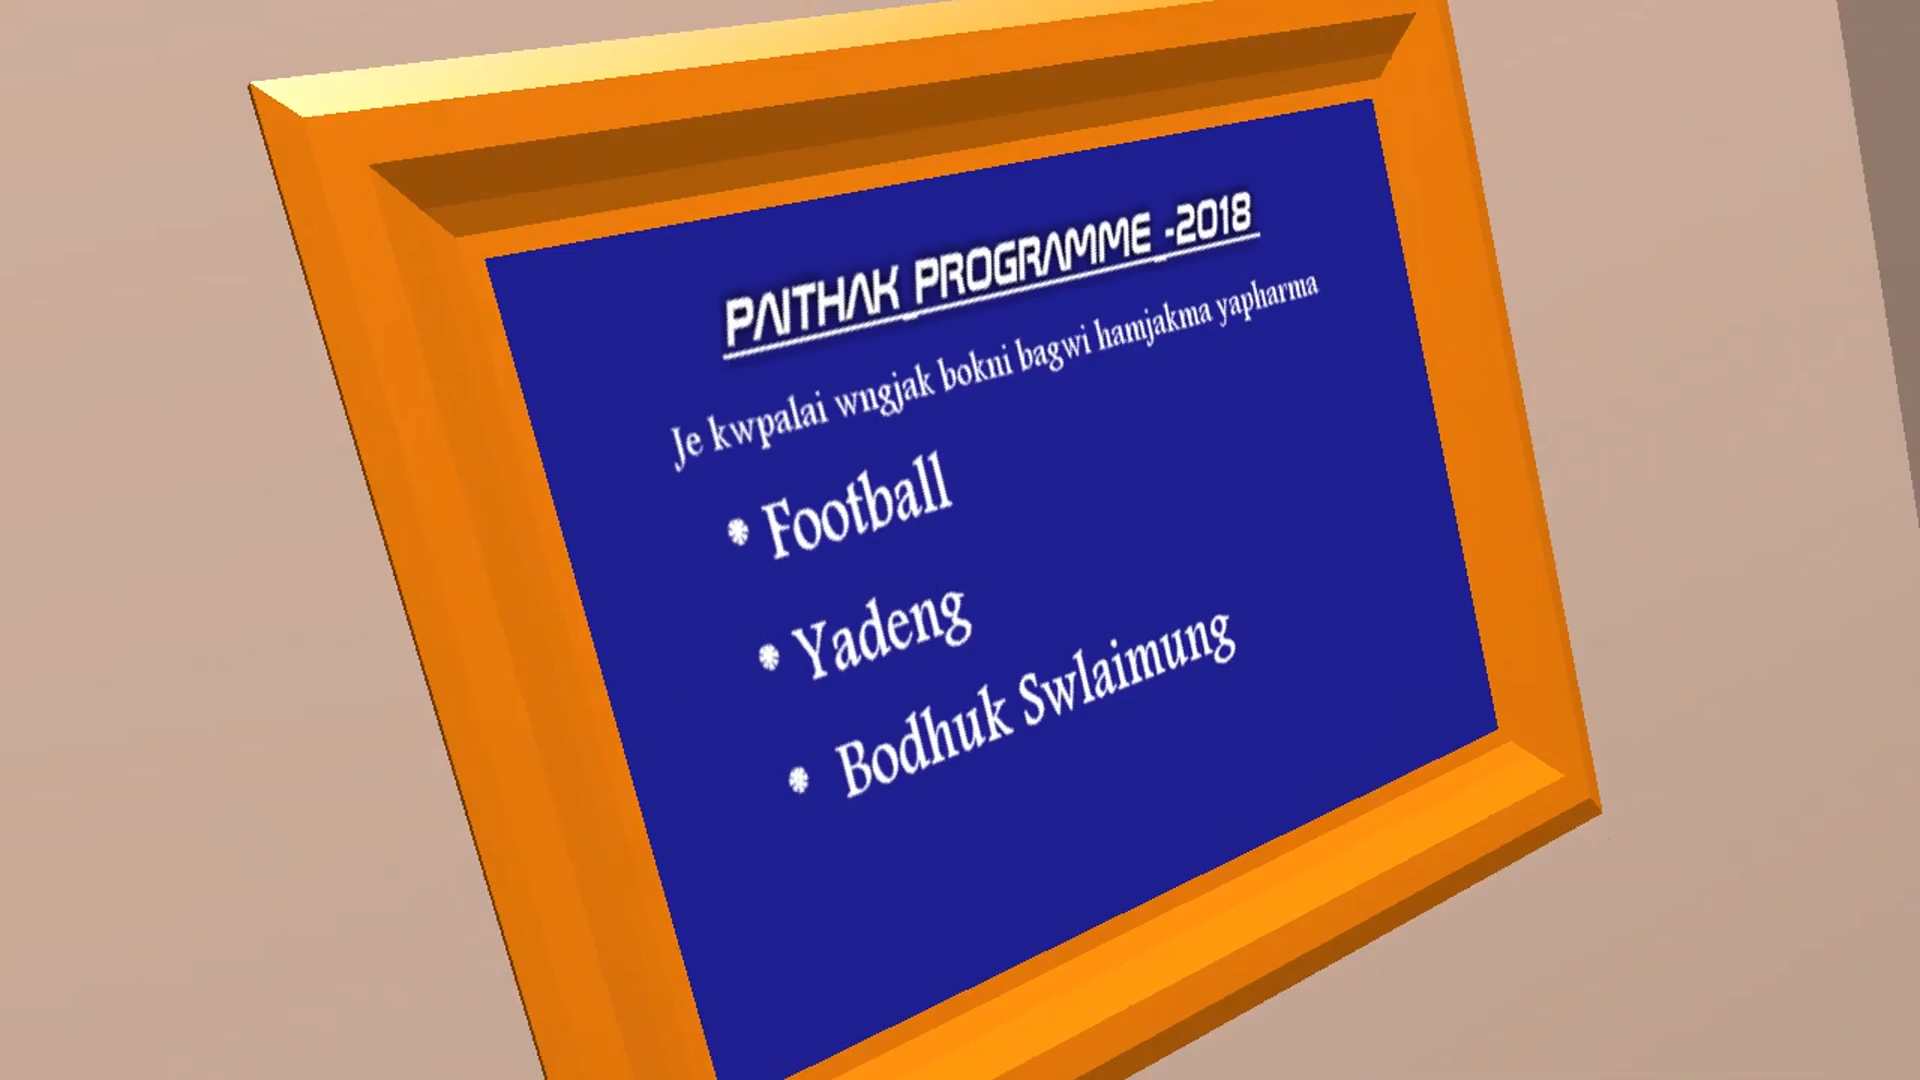 PAITHAK PROGRAMME -2018
Je kwpalai wngjak bokni bagwi hamjakma yapharma
• Football
• Yadeng
• Bodhuk Swlaimung